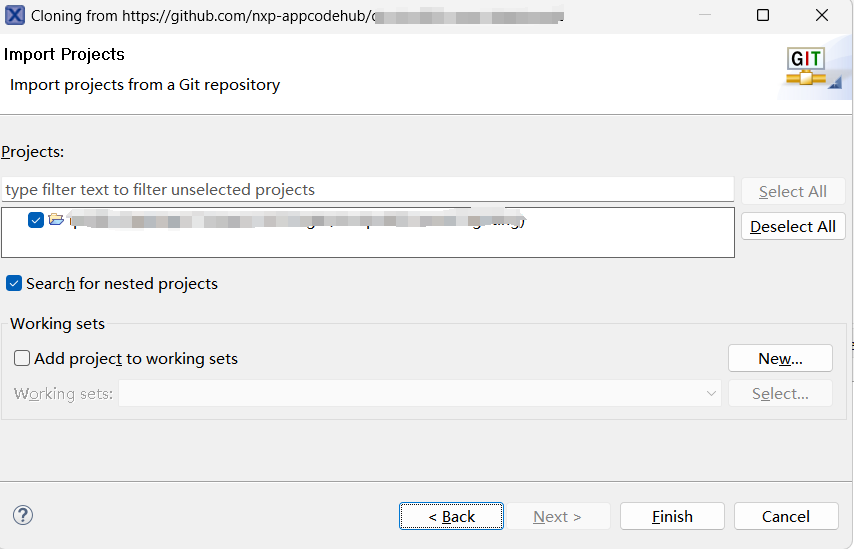 Cloning from https://github.com/nxp-appcodehub/
Import Projects
Import projects from a Git repository
GIT
Projects:
type filter text to filter unselected projects
Select All
Deselect All
Search for nested projects
Working sets
Add project to working sets
New...
Working sets:
Select...
?
< Back
Next >
Finish
Cancel